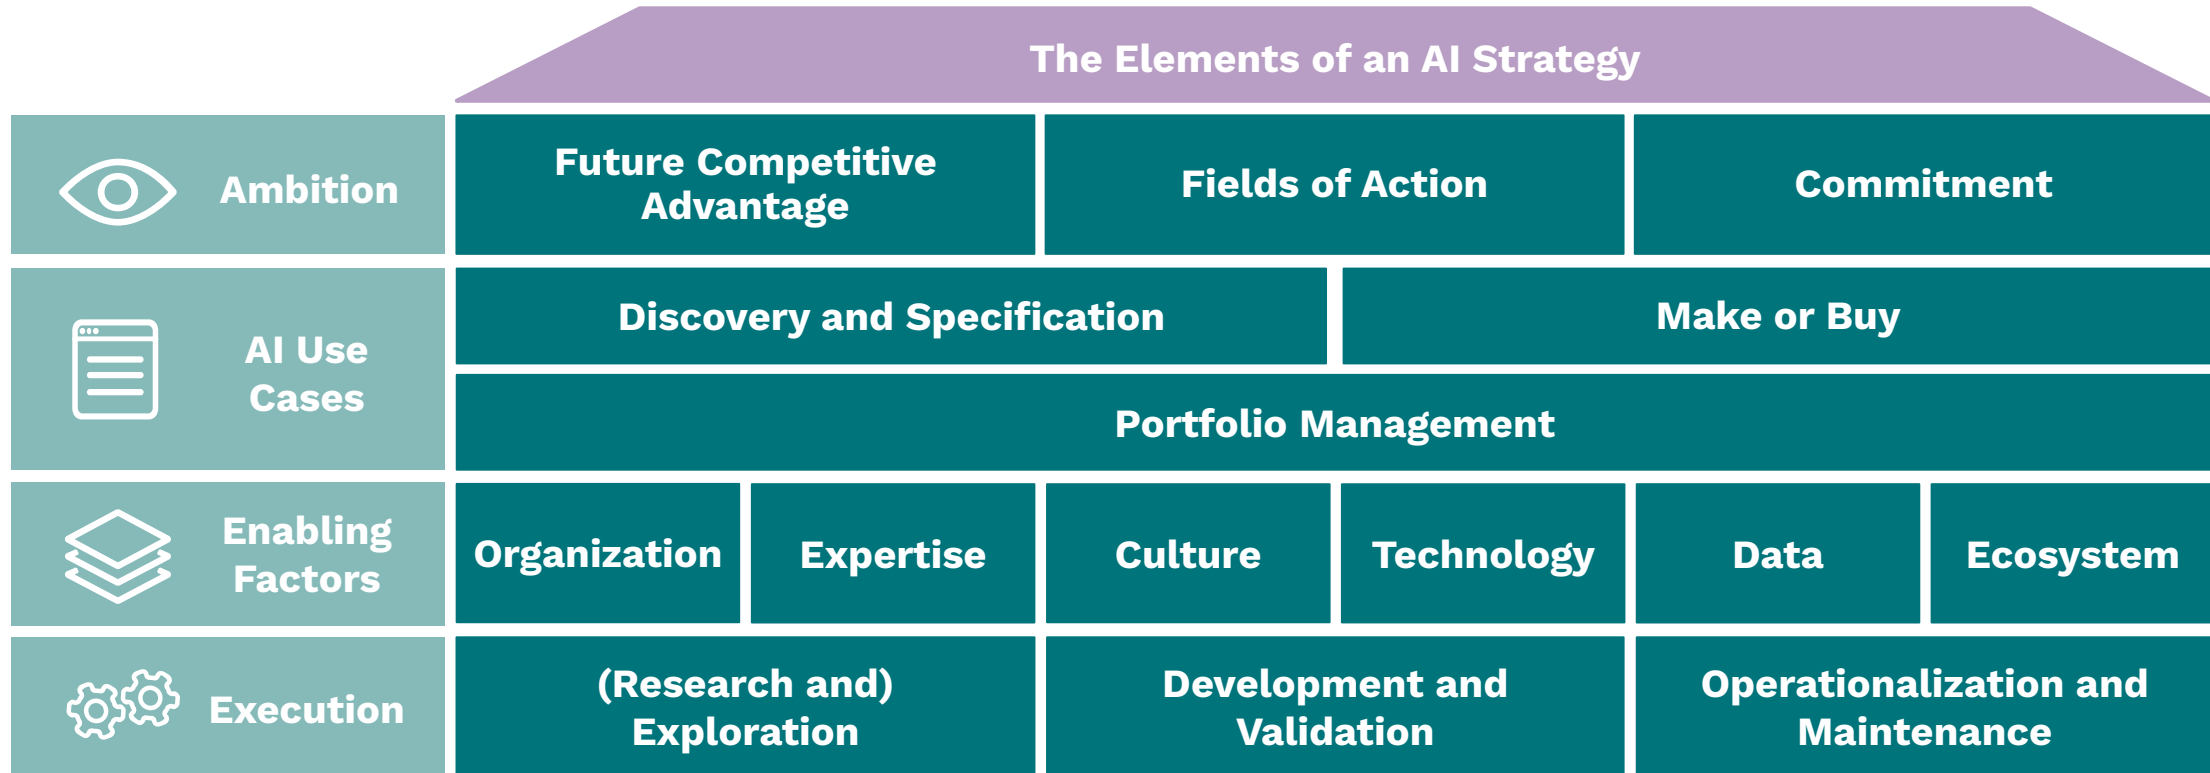 The Elements of an AI Strategy
Ambition
Future Competitive
Advantage
Fields of Action
Commitment
AI Use
Cases
Discovery and Specification
Make or Buy
Portfolio Management
Enabling
Factors
Organization
Expertise
Culture
Technology
Data
Ecosystem
Execution
(Research and)
Exploration
Development and
Validation
Operationalization and
Maintenance